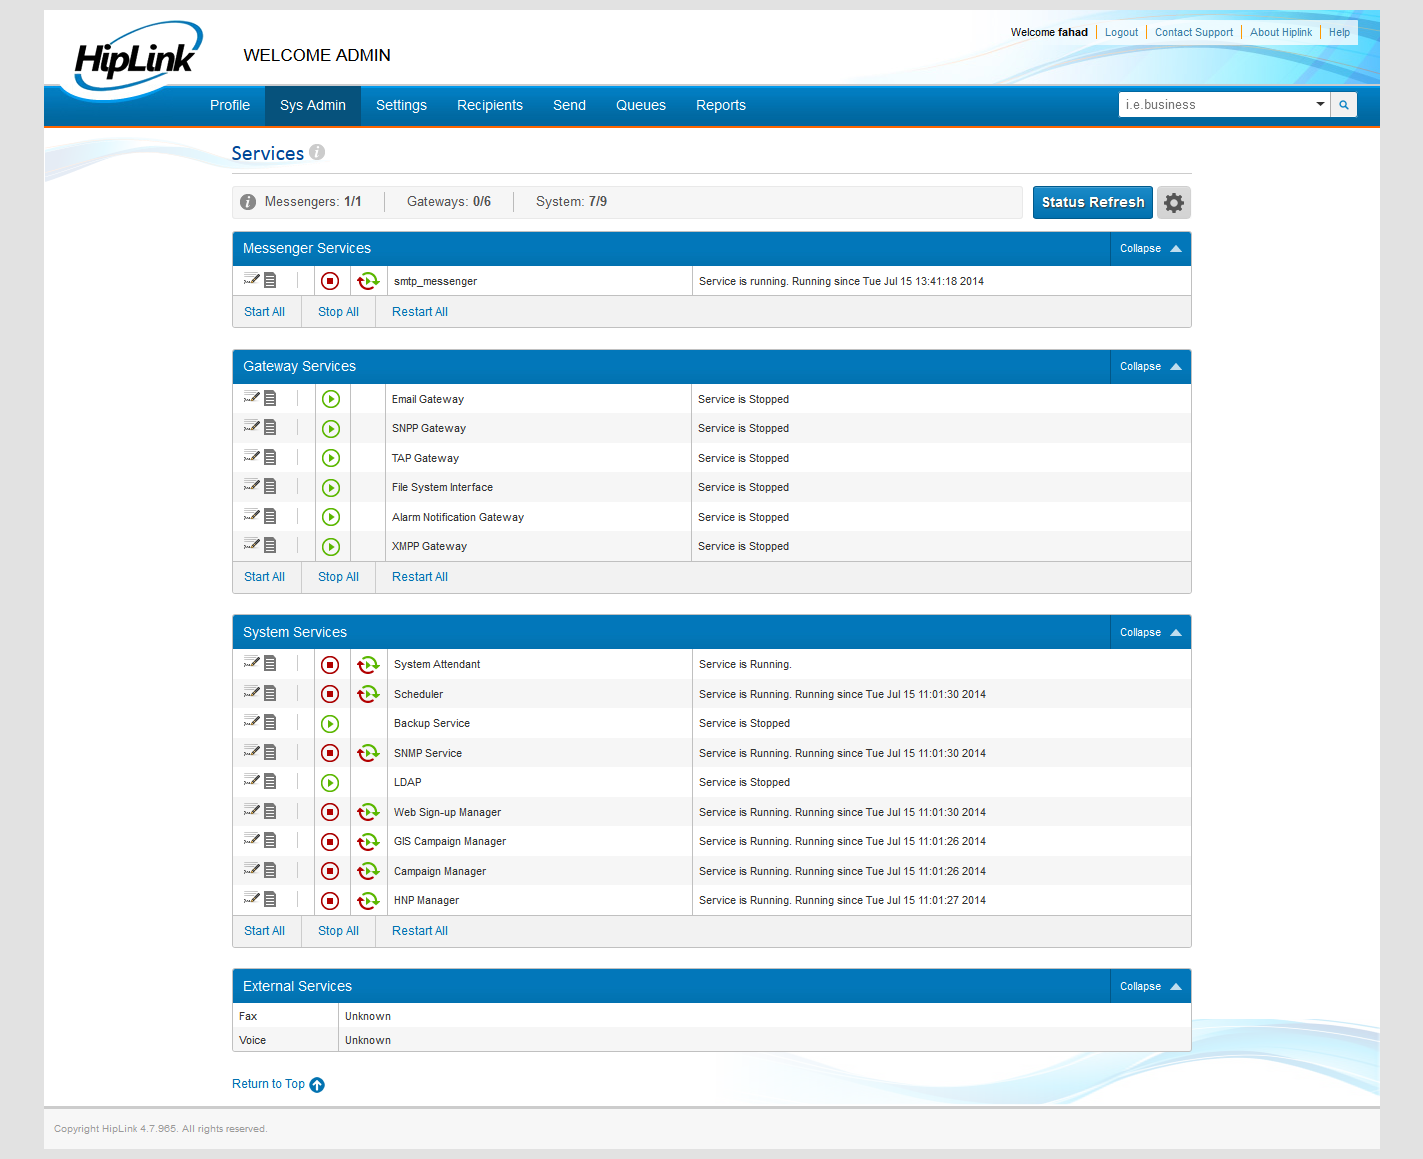 HipLink
WELCOME ADMIN
Welcome fahad Logout Contact Support About Hiplink Help
Profile Sys Admin Settings Recipients Send Queues Reports i.e.business
Services i
i Messengers: 1/1 Gateways: 0/6 System: 7/9 Status Refresh
Messenger Services Collapse
smtp_messenger Service is running. Running since Tue Jul 15 13:41:18 2014
Start All Stop All Restart All
Gateway Services Collapse
Email Gateway Service is Stopped
SNPP Gateway Service is Stopped
TAP Gateway Service is Stopped
File System Interface Service is Stopped
Alarm Notification Gateway Service is Stopped
XMPP Gateway Service is Stopped
Start All Stop All Restart All
System Services Collapse
System Attendant Service is Running.
Scheduler Service is Running. Running since Tue Jul 15 11:01:30 2014
Backup Service Service is Stopped
SNMP Service Service is Running. Running since Tue Jul 15 11:01:30 2014
LDAP Service is Stopped
Web Sign-up Manager Service is Running. Running since Tue Jul 15 11:01:30 2014
GIS Campaign Manager Service is Running. Running since Tue Jul 15 11:01:26 2014
Campaign Manager Service is Running. Running since Tue Jul 15 11:01:26 2014
HNP Manager Service is Running. Running since Tue Jul 15 11:01:27 2014
Start All Stop All Restart All
External Services Collapse
Fax Unknown
Voice Unknown
Return to Top
Copyright HipLink 4.7.965. All rights reserved.